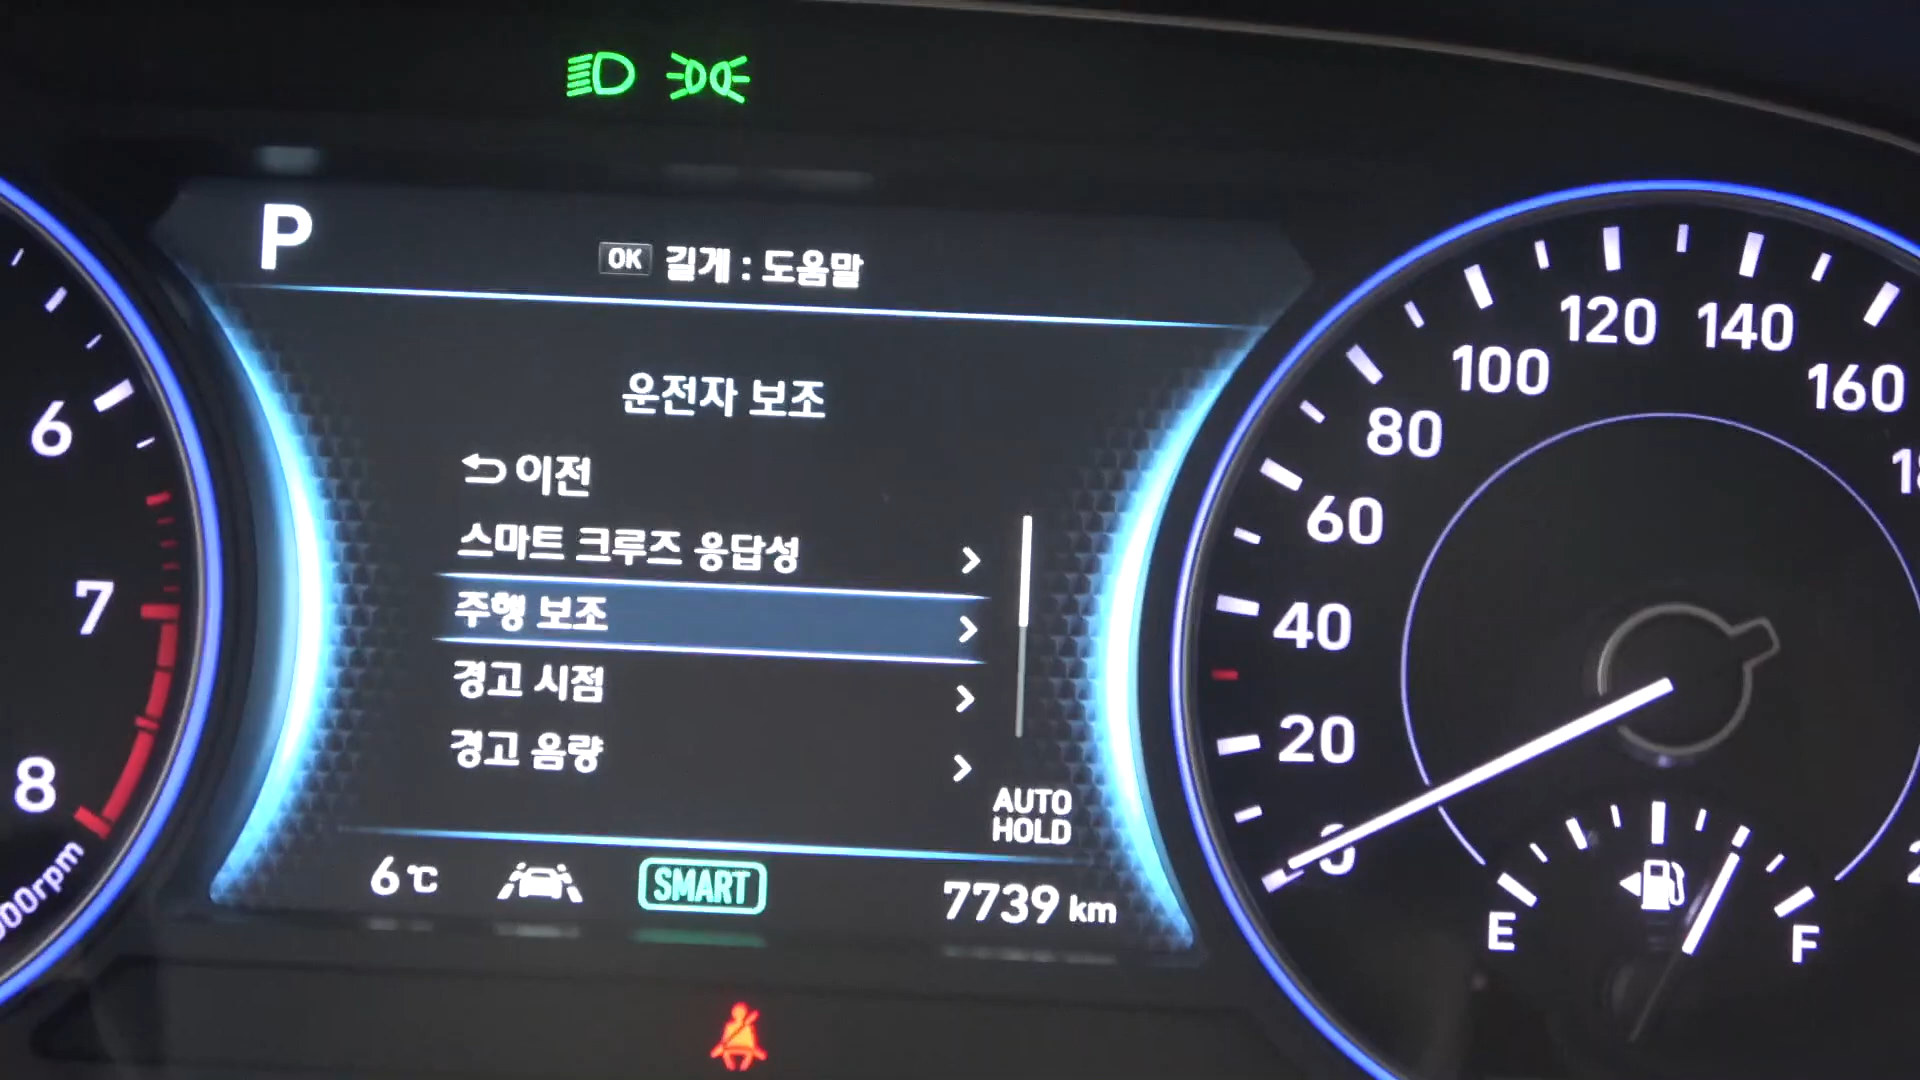 P
OK 길게 : 도움말
운전자 보조
이전
스마트 크루즈 응답성
주행 보조
경고 시점
경고 음량
AUTO
HOLD
6℃
SMART
7739 km
6
7
8
000rpm
0
20
40
60
80
100
120
140
160
E
F